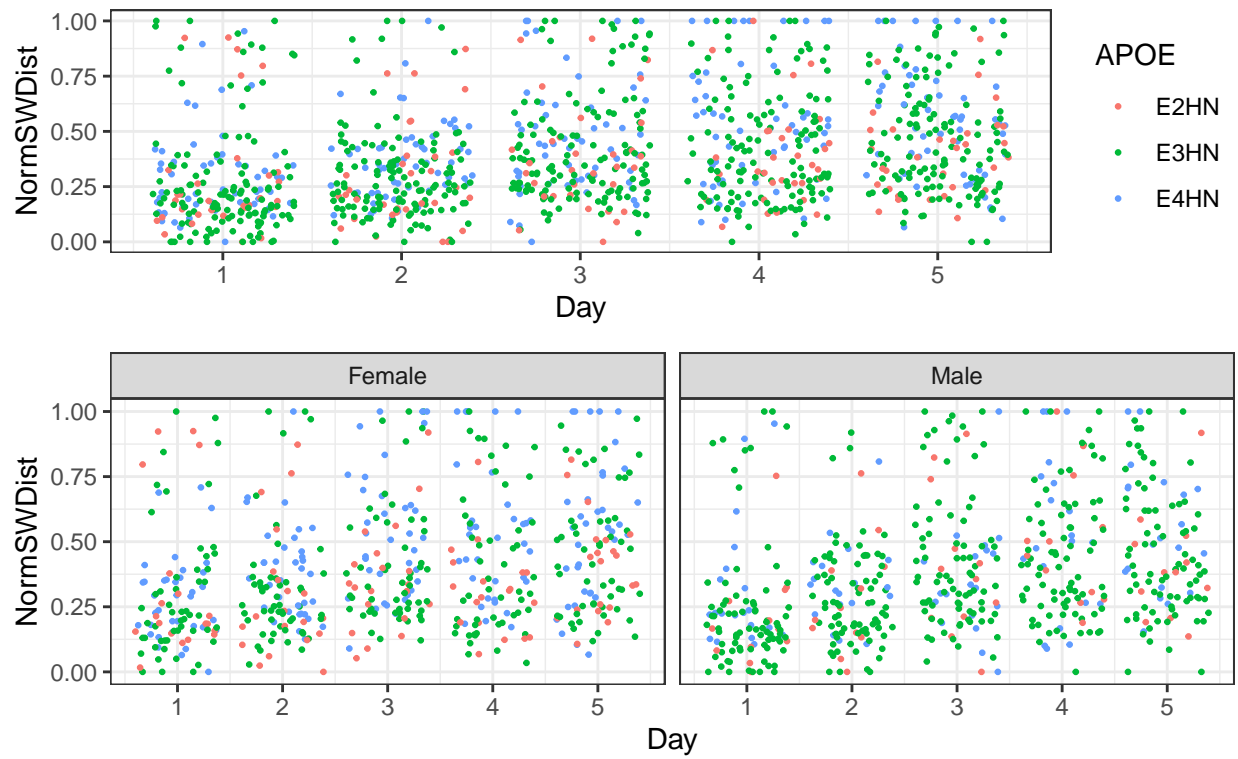 NormSWDist
1.00
0.75
0.50
0.25
0.00
1 2 3 4 5
Day
APOE
E2HN
E3HN
E4HN
Female Male
NormSWDist
1.00
0.75
0.50
0.25
0.00
1 2 3 4 5 1 2 3 4 5
Day